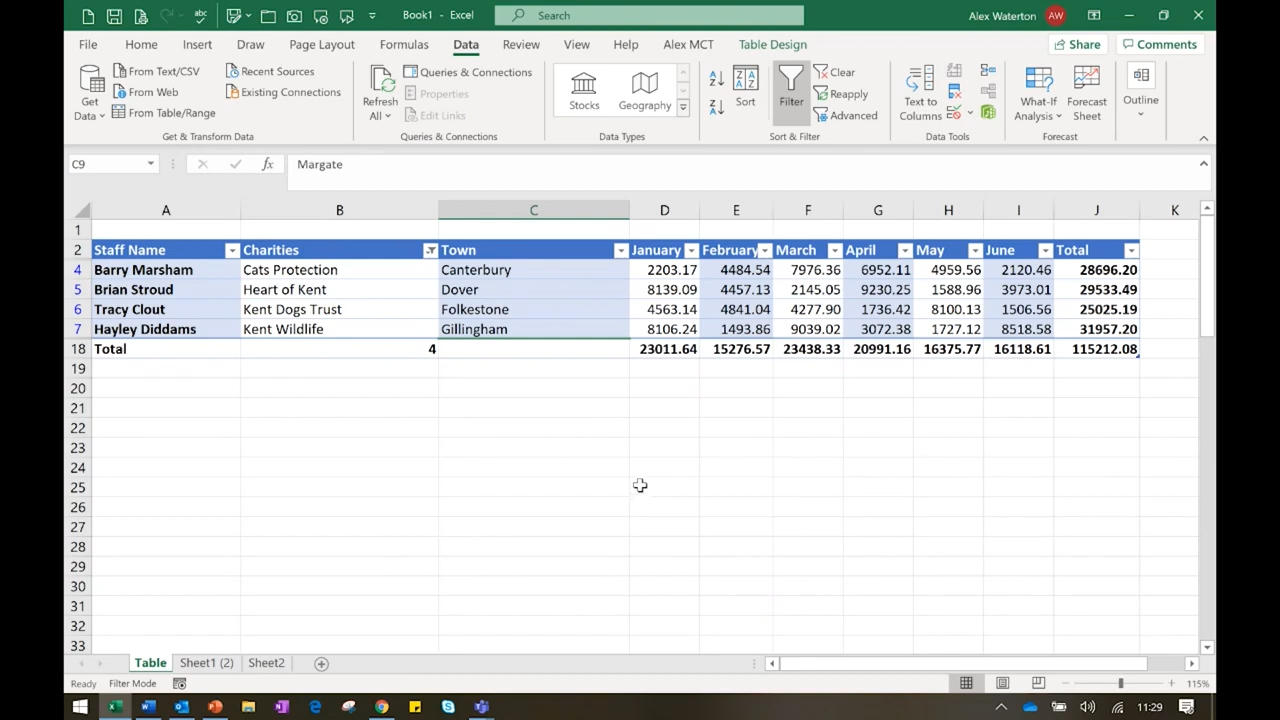 Book1 - Excel
Search
Alex Waterton
AW
File Home Insert Draw Page Layout Formulas Data Review View Help Alex MCT Table Design
Share
Comments
Get Data
From Text/CSV
From Web
From Table/Range
Recent Sources
Existing Connections
Get & Transform Data
Refresh All
Queries & Connections
Properties
Edit Links
Queries & Connections
Stocks
Geography
Data Types
Sort
Filter
Clear
Reapply
Advanced
Sort & Filter
Text to Columns
Data Tools
What-If Analysis
Forecast Sheet
Forecast
Outline
C9
fx
Margate
A B C D E F G H I J K
1
2 Staff Name Charities Town January February March April May June Total
4 Barry Marsham Cats Protection Canterbury 2203.17 4484.54 7976.36 6952.11 4959.56 2120.46 28696.20
5 Brian Stroud Heart of Kent Dover 8139.09 4457.13 2145.05 9230.25 1588.96 3973.01 29533.49
6 Tracy Clout Kent Dogs Trust Folkestone 4563.14 4841.04 4277.90 1736.42 8100.13 1506.56 25025.19
7 Hayley Diddams Kent Wildlife Gillingham 8106.24 1493.86 9039.02 3072.38 1727.12 8518.58 31957.20
18 Total 4 23011.64 15276.57 23438.33 20991.16 16375.77 16118.61 115212.08
19
20
21
22
23
24
25
26
27
28
29
30
31
32
33
Table Sheet1 (2) Sheet2
Ready Filter Mode
115%
11:29